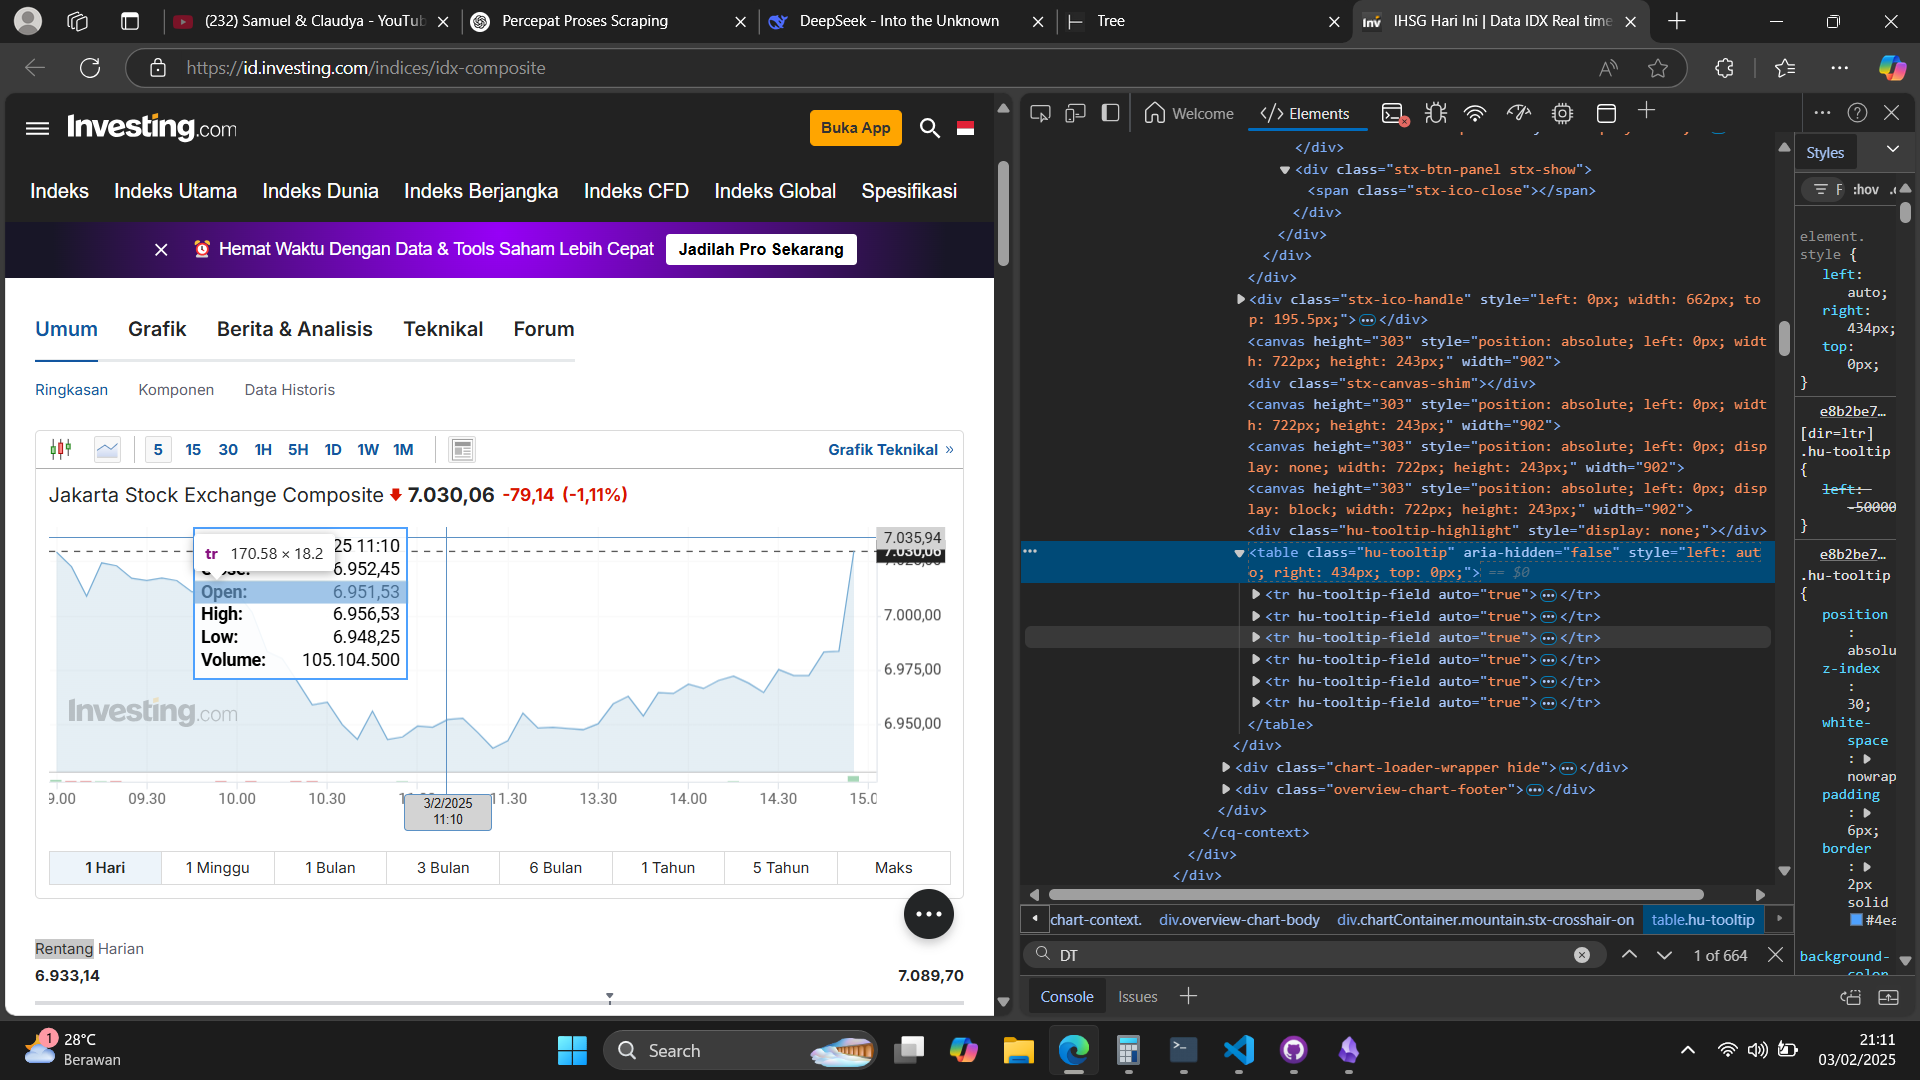 (232) Samuel & Claudya - YouTub
Percepat Proses Scraping
DeepSeek - Into the Unknown
Tree
Inv IHSG Hari Ini | Data IDX Real time
https://id.investing.com/indices/idx-composite
Investing.com
Buka App
Indeks Indeks Utama Indeks Dunia Indeks Berjangka Indeks CFD Indeks Global Spesifikasi
Hemat Waktu Dengan Data & Tools Saham Lebih Cepat Jadilah Pro Sekarang
Umum Grafik Berita & Analisis Teknikal Forum
Ringkasan Komponen Data Historis
5 15 30 1H 5H 1D 1W 1M Grafik Teknikal »
Jakarta Stock Exchange Composite 7.030,06 -79,14 (-1,11%)
tr 170.58 × 18.2
25 11:10
6.952,45
Open: 6.951,53
High: 6.956,53
Low: 6.948,25
Volume: 105.104.500
7.035,94
7.030,06
7.000,00
6.975,00
6.950,00
Investing.com
9.00 09.30 10.00 10.30 11.30 13.30 14.00 14.30 15.0
3/2/2025
11:10
1 Hari 1 Minggu 1 Bulan 3 Bulan 6 Bulan 1 Tahun 5 Tahun Maks
Rentang Harian
6.933,14 7.089,70
Welcome
</> Elements
</div>
<div class="stx-btn-panel stx-show">
<span class="stx-ico-close"></span>
</div>
</div>
</div>
</div>
<div class="stx-ico-handle" style="left: 0px; width: 662px; to
p: 195.5px;">…</div>
<canvas height="303" style="position: absolute; left: 0px; widt
h: 722px; height: 243px;" width="902">
<div class="stx-canvas-shim"></div>
<canvas height="303" style="position: absolute; left: 0px; widt
h: 722px; height: 243px;" width="902">
<canvas height="303" style="position: absolute; left: 0px; disp
lay: none; width: 722px; height: 243px;" width="902">
<canvas height="303" style="position: absolute; left: 0px; disp
lay: block; width: 722px; height: 243px;" width="902">
<div class="hu-tooltip-highlight" style="display: none;"></div>
<table class="hu-tooltip" aria-hidden="false" style="left: aut
o; right: 434px; top: 0px;"> == $0
<tr hu-tooltip-field auto="true">…</tr>
<tr hu-tooltip-field auto="true">…</tr>
<tr hu-tooltip-field auto="true">…</tr>
<tr hu-tooltip-field auto="true">…</tr>
<tr hu-tooltip-field auto="true">…</tr>
<tr hu-tooltip-field auto="true">…</tr>
</table>
</div>
<div class="chart-loader-wrapper hide">…</div>
<div class="overview-chart-footer">…</div>
</div>
</cq-context>
</div>
</div>
chart-context. div.overview-chart-body div.chartContainer.mountain.stx-crosshair-on table.hu-tooltip
DT
1 of 664
Console Issues
Styles
F :hov .c
element.
style {
left:
auto;
right:
434px;
top:
0px;
}
e8b2be7…
[dir=ltr]
.hu-tooltip
{
left:
-50000
}
e8b2be7…
.hu-tooltip
{
position
:
absolu
z-index
:
30;
white-
space
:
nowrap
padding
:
6px;
border
:
2px
solid
#4ea
background-
1
28°C
Berawan
Search
21:11
03/02/2025